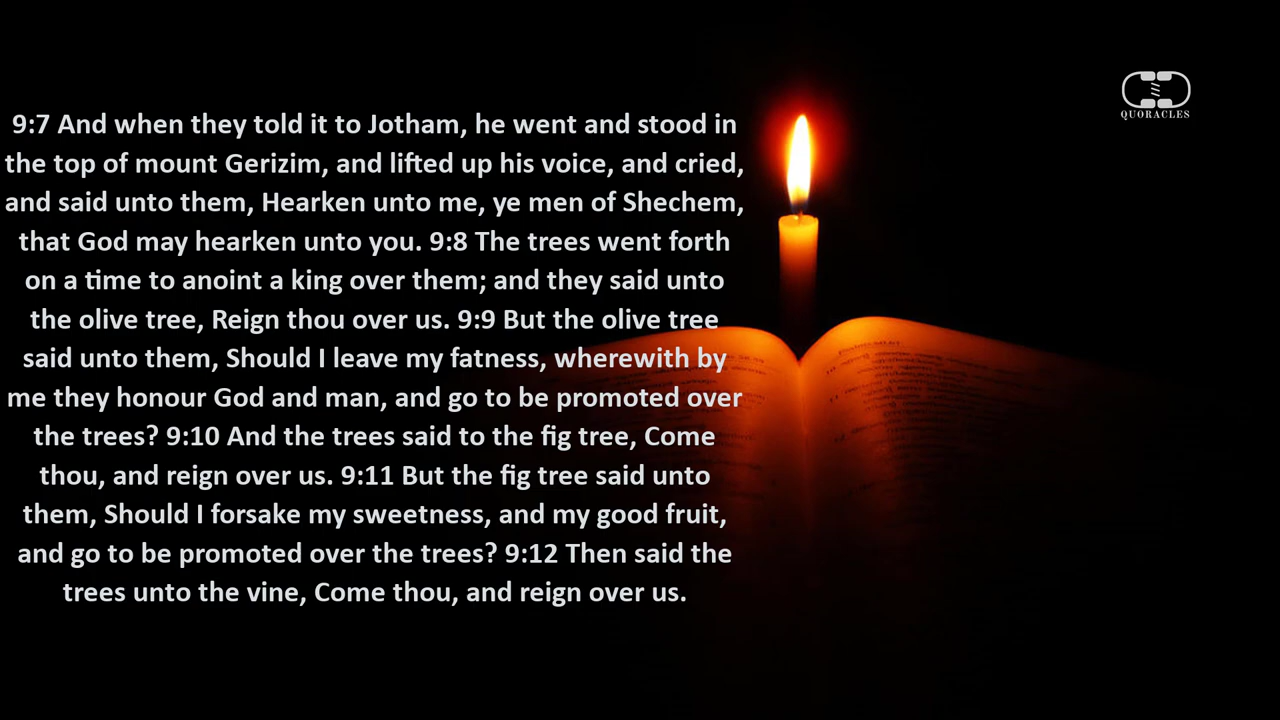 9:7 And when they told it to Jotham, he went and stood in
the top of mount Gerizim, and lifted up his voice, and cried,
and said unto them, Hearken unto me, ye men of Shechem,
that God may hearken unto you. 9:8 The trees went forth
on a time to anoint a king over them; and they said unto
the olive tree, Reign thou over us. 9:9 But the olive tree
said unto them, Should I leave my fatness, wherewith by
me they honour God and man, and go to be promoted over
the trees? 9:10 And the trees said to the fig tree, Come
thou, and reign over us. 9:11 But the fig tree said unto
them, Should I forsake my sweetness, and my good fruit,
and go to be promoted over the trees? 9:12 Then said the
trees unto the vine, Come thou, and reign over us.
QUORACLES